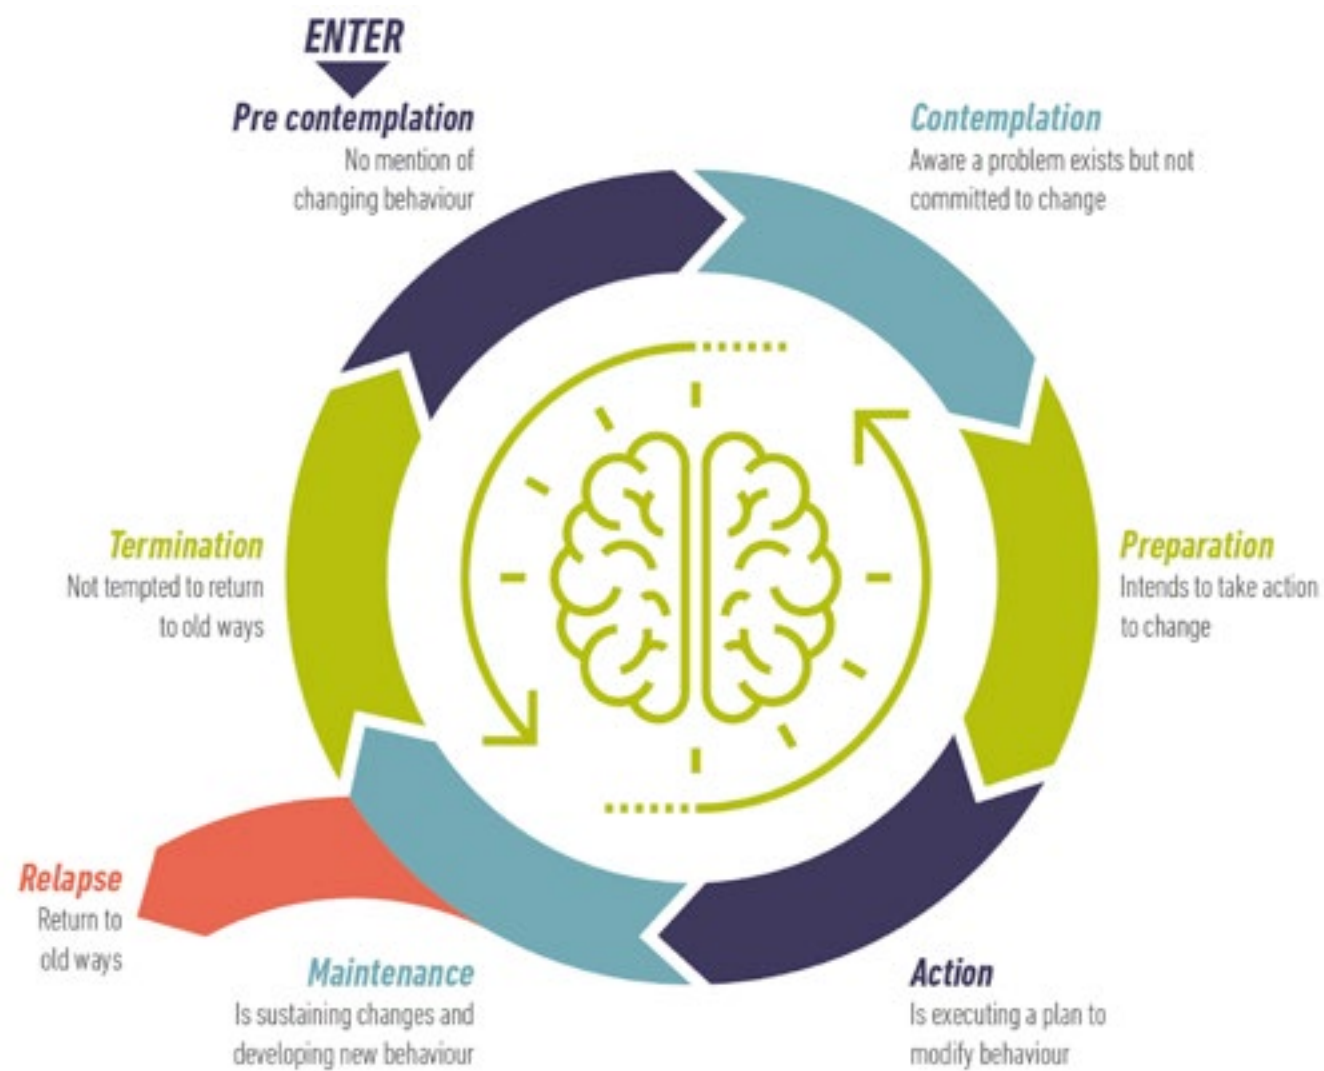 ENTER
Pre contemplation
No mention of
changing behaviour
Contemplation
Aware a problem exists but not
committed to change
Preparation
Intends to take action
to change
Action
Is executing a plan to
modify behaviour
Maintenance
Is sustaining changes and
developing new behaviour
Relapse
Return to
old ways
Termination
Not tempted to return
to old ways